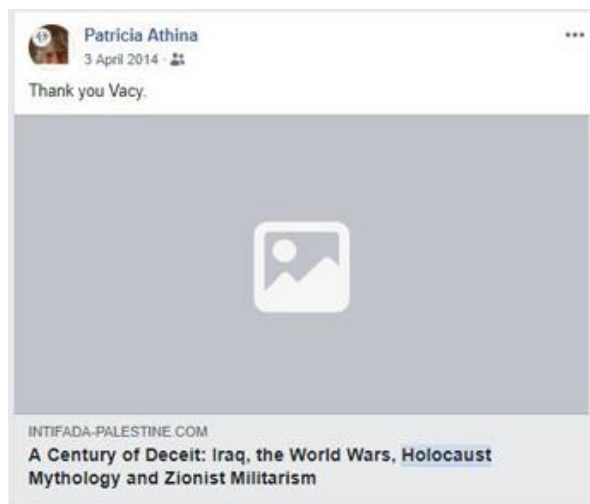 Patricia Athina
3 April 2014 ·
Thank you Vacy.
INTIFADA-PALESTINE.COM
A Century of Deceit: Iraq, the World Wars, Holocaust
Mythology and Zionist Militarism